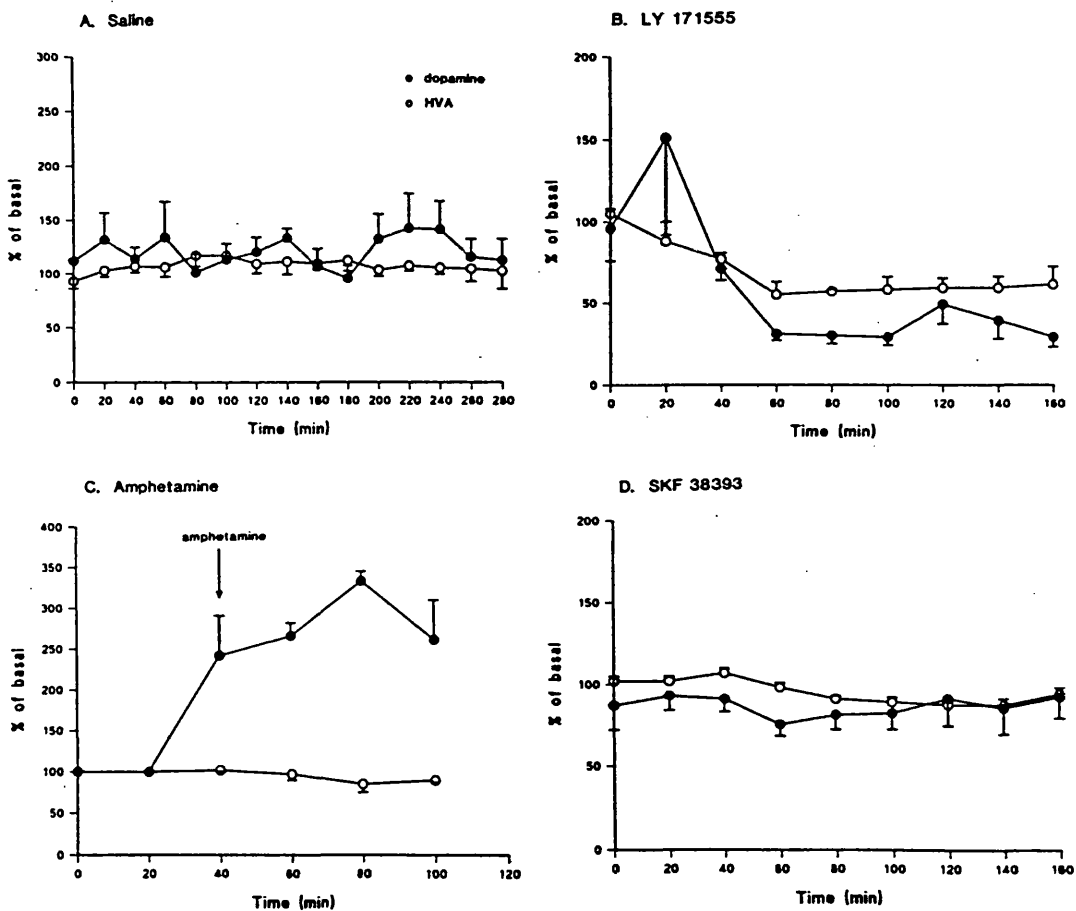 A. Saline
300
250
200
150
100
50
0
% of basal
dopamine
HVA
0 20 40 60 80 100 120 140 160 180 200 220 240 260 280
Time (min)
B. LY 171555
200
150
100
50
0
% of basal
0 20 40 60 80 100 120 140 160
Time (min)
C. Amphetamine
400
350
300
250
200
150
100
50
0
% of basal
amphetamine
0 20 40 60 80 100 120
Time (min)
D. SKF 38393
200
150
100
50
0
% of basal
0 20 40 60 80 100 120 140 160
Time (min)